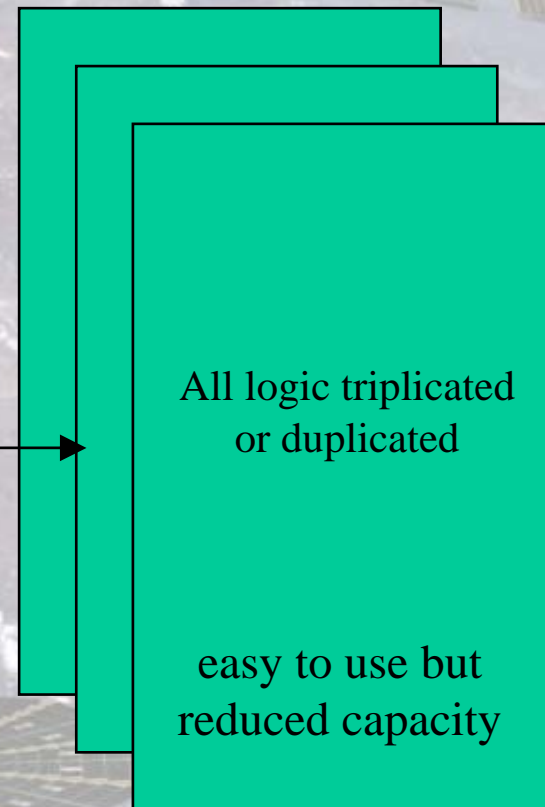 All logic triplicated
or duplicated
easy to use but
reduced capacity